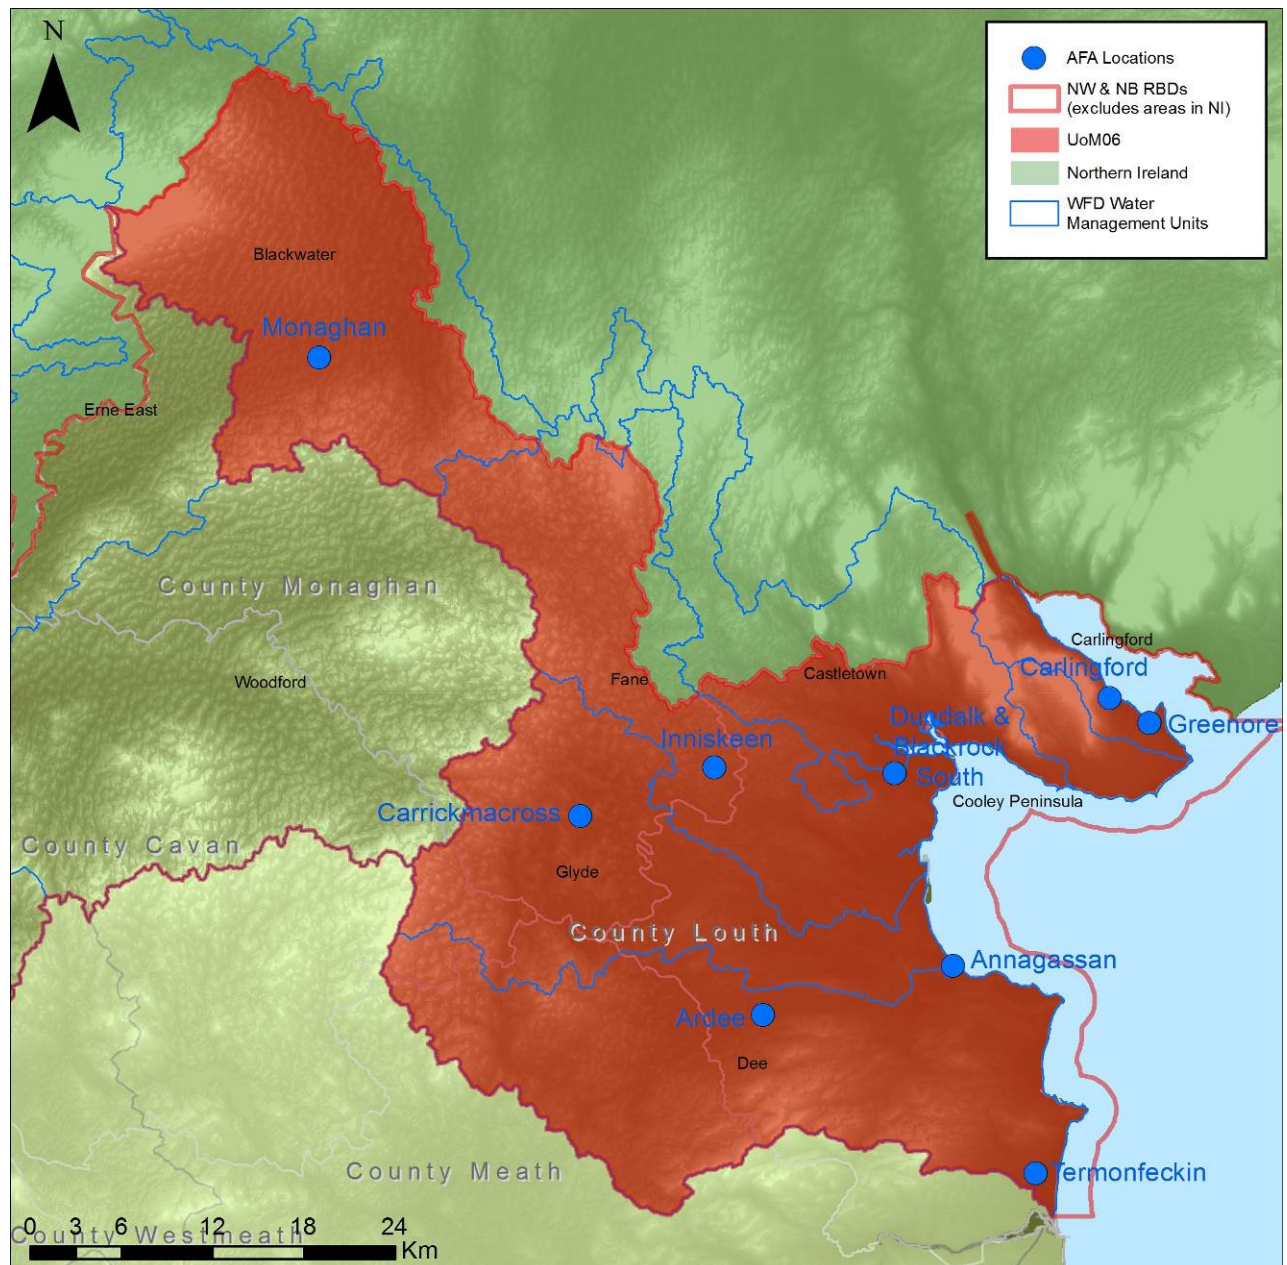 N
AFA Locations
NW & NB RBDs
(excludes areas in NI)
UoM06
Northern Ireland
WFD Water
Management Units
Blackwater
Monaghan
Erne East
County Monaghan
Woodford
Fane
Castletown
Carlingford
Carlingford
Greenore
Dundalk &
Blackrock
South
Inniskeen
Cooley Peninsula
Carrickmacross
County Cavan
Glyde
County Louth
Annagassan
Ardee
Dee
County Meath
Termonfeckin
0 3 6 12 18 24
Km
County Westmeath